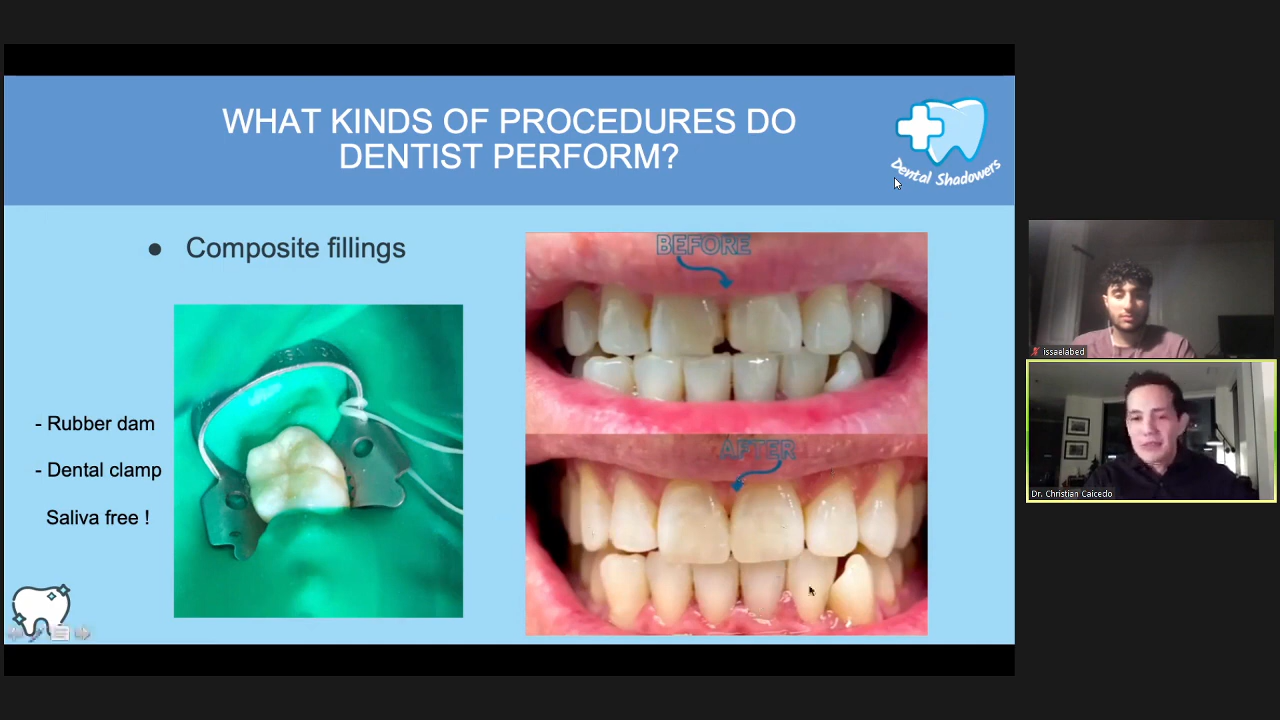 WHAT KINDS OF PROCEDURES DO
DENTIST PERFORM?
Dental Shadowers
● Composite fillings
BEFORE
AFTER
- Rubber dam
- Dental clamp
Saliva free !
issaelabed
Dr. Christian Caicedo